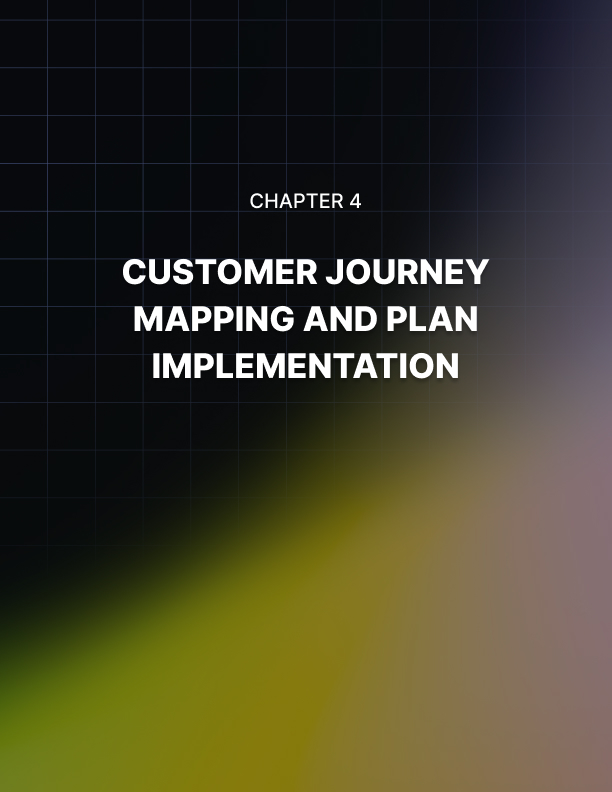 CHAPTER 4
CUSTOMER JOURNEY
MAPPING AND PLAN
IMPLEMENTATION